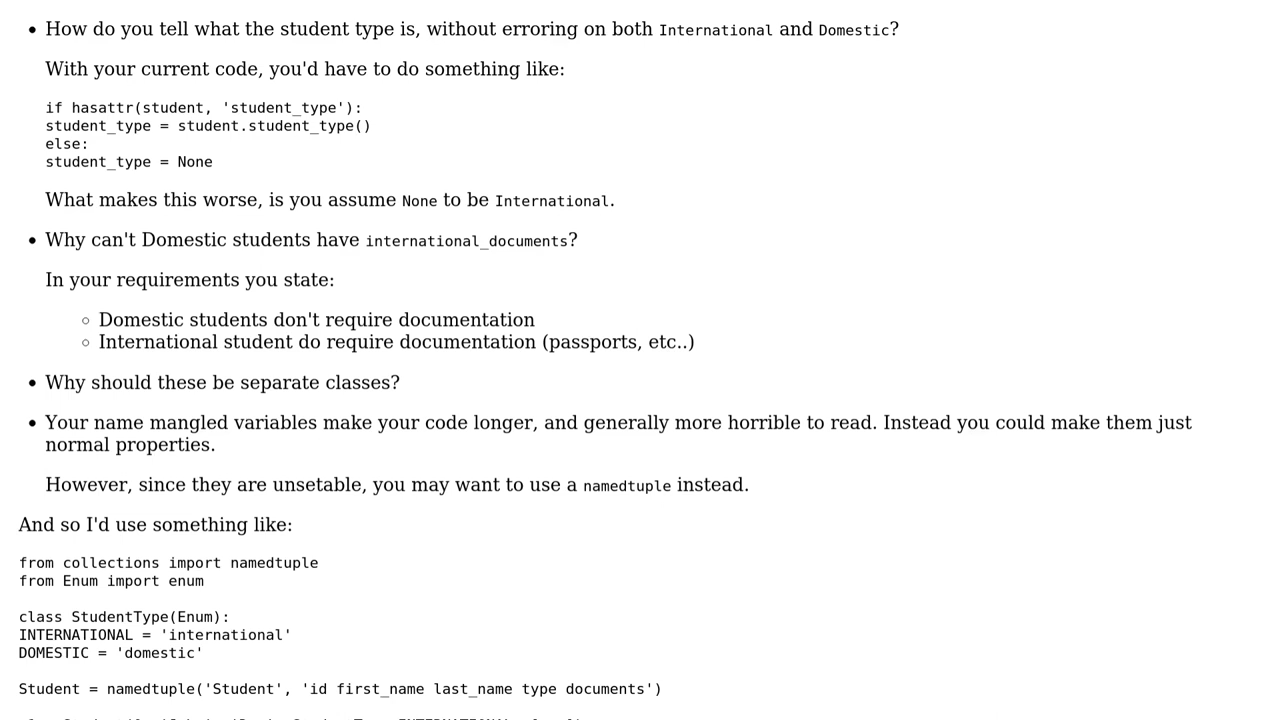 How do you tell what the student type is, without erroring on both International and Domestic?
With your current code, you'd have to do something like:
if hasattr(student, 'student_type'):
student_type = student.student_type()
else:
student_type = None
What makes this worse, is you assume None to be International.
Why can't Domestic students have international_documents?
In your requirements you state:
Domestic students don't require documentation
International student do require documentation (passports, etc..)
Why should these be separate classes?
Your name mangled variables make your code longer, and generally more horrible to read. Instead you could make them just
normal properties.
However, since they are unsetable, you may want to use a namedtuple instead.
And so I'd use something like:
from collections import namedtuple
from Enum import enum
class StudentType(Enum):
INTERNATIONAL = 'international'
DOMESTIC = 'domestic'
Student = namedtuple('Student', 'id first_name last_name type documents')